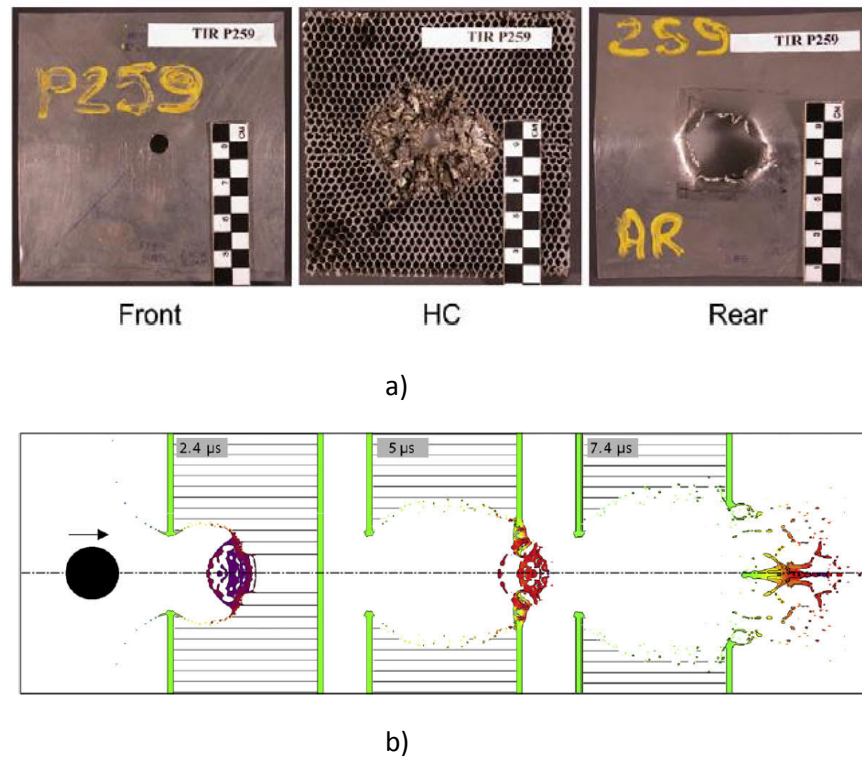 TIR P259
P259
TIR P259
259
TIR P259
AR
Front
HC
Rear
a)
2.4 µs
5 µs
7.4 µs
b)